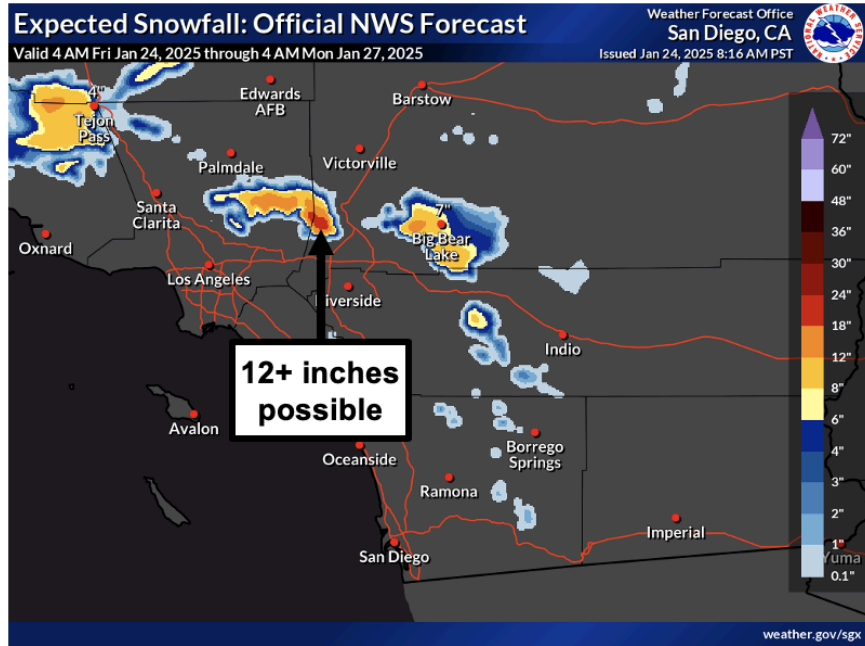 Expected Snowfall: Official NWS Forecast
Valid 4 AM Fri Jan 24, 2025 through 4 AM Mon Jan 27, 2025
Weather Forecast Office
San Diego, CA
Issued Jan 24, 2025 8:16 AM PST
NATIONAL WEATHER SERVICE
Edwards
AFB
Barstow
4"
Tejon
Pass
Palmdale
Victorville
Santa
Clarita
7"
Big Bear
Lake
Oxnard
Los Angeles
Riverside
Indio
12+ inches
possible
Avalon
Oceanside
Borrego
Springs
Ramona
Imperial
San Diego
Yuma
72"
60"
48"
36"
30"
24"
18"
12"
8"
6"
4"
2"
1"
0.1"
weather.gov/sgx